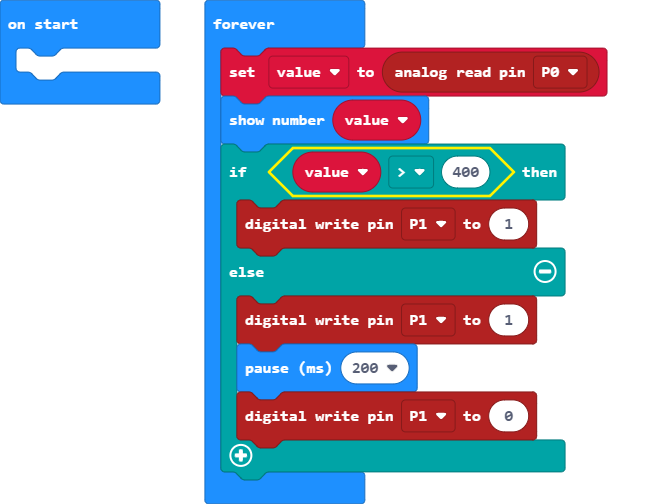 on start
forever
set value to analog read pin P0
show number value
if value > 400 then
digital write pin P1 to 1
else
digital write pin P1 to 1
pause (ms) 200
digital write pin P1 to 0